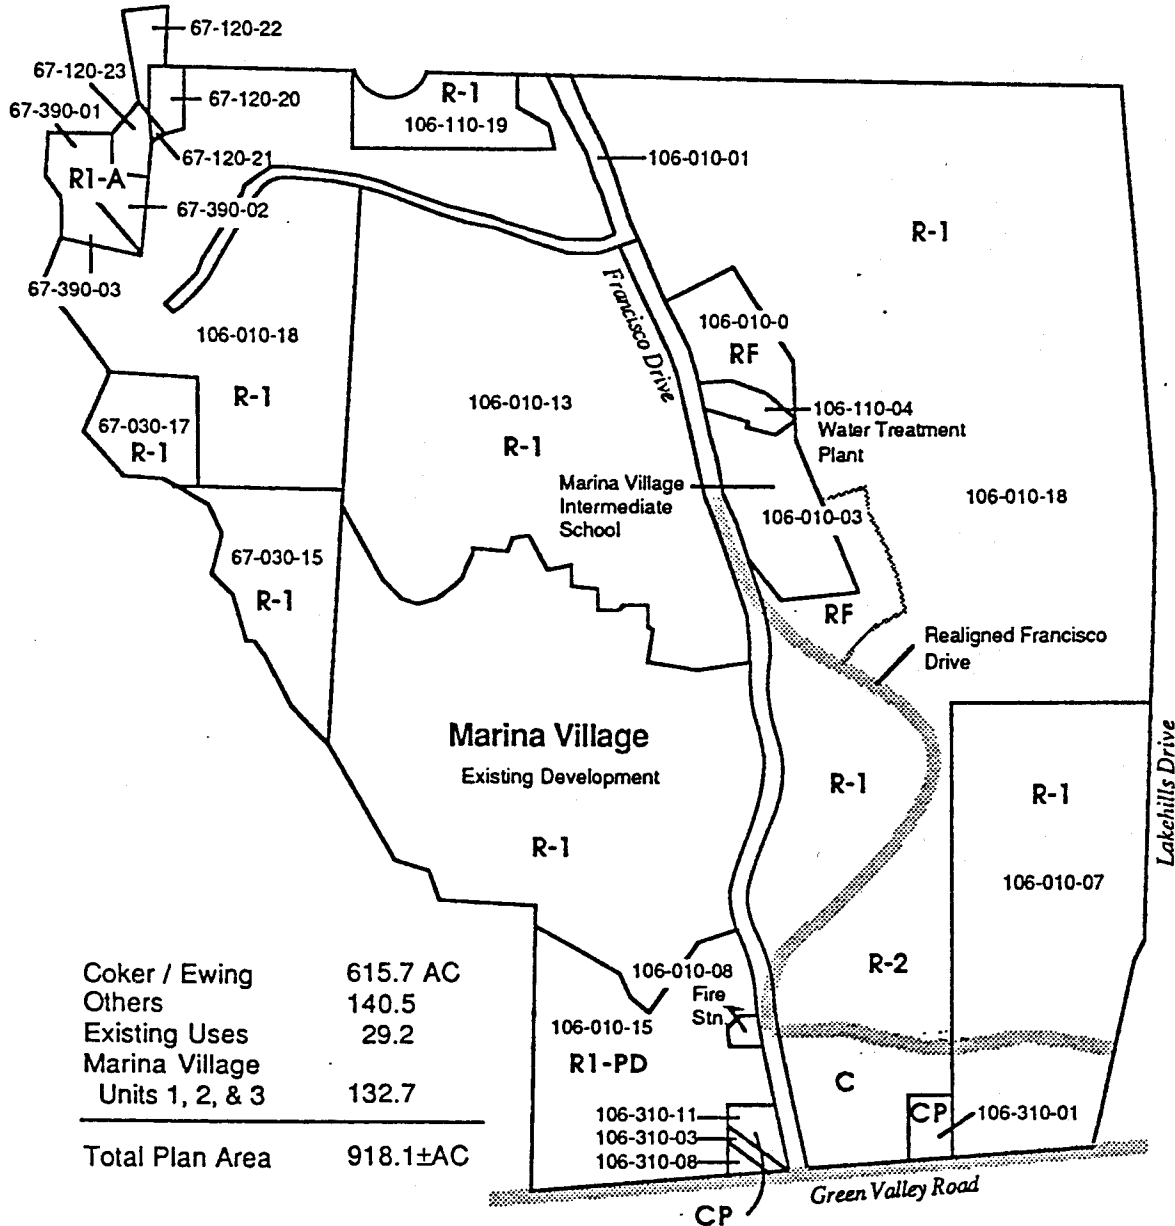 67-120-22
67-120-23
67-390-01
67-120-20
R-1
106-110-19
67-120-21
106-010-01
R1-A
67-390-02
R-1
67-390-03
Francisco Drive
106-010-18
106-010-0
RF
R-1
106-010-13
R-1
106-110-04
Water Treatment
Plant
67-030-17
R-1
Marina Village
Intermediate
School
106-010-18
106-010-03
67-030-15
R-1
RF
Realigned Francisco
Drive
Marina Village
Existing Development
R-1
R-1
R-1
Lakehills Drive
106-010-07
R-2
106-010-08
Fire
Stn.
106-010-15
R1-PD
C
CP
106-310-01
106-310-11
106-310-03
106-310-08
CP
Green Valley Road
Coker / Ewing 615.7 AC
Others 140.5
Existing Uses 29.2
Marina Village
Units 1, 2, & 3 132.7
Total Plan Area 918.1±AC